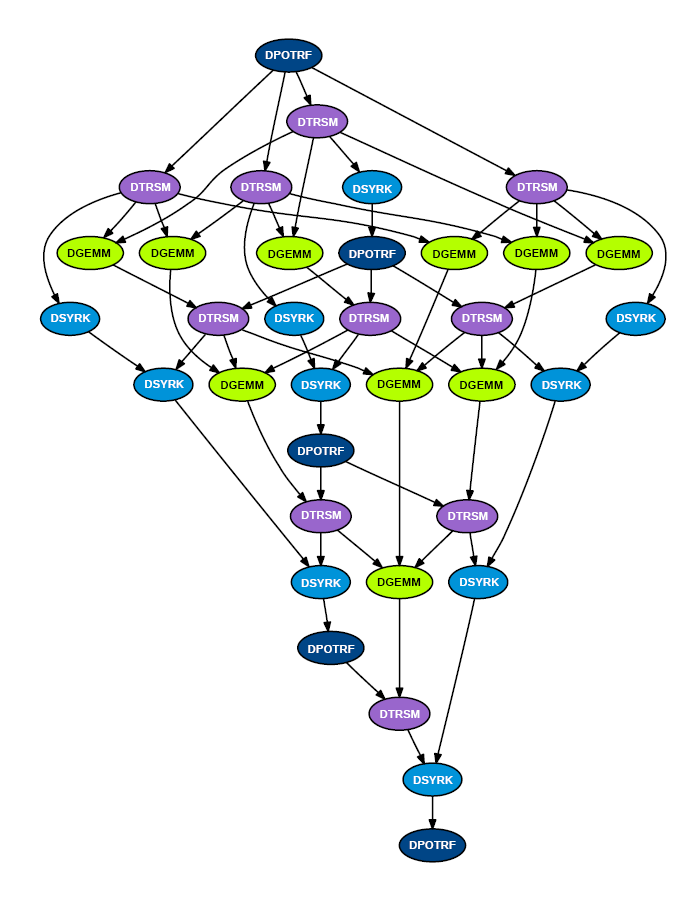 DPOTRF
DTRSM
DTRSM DTRSM DSYRK DTRSM
DGEMM DGEMM DGEMM DPOTRF DGEMM DGEMM DGEMM
DSYRK DTRSM DSYRK DTRSM DTRSM DSYRK
DSYRK DGEMM DSYRK DGEMM DGEMM DSYRK
DPOTRF
DTRSM DTRSM
DSYRK DGEMM DSYRK
DPOTRF
DTRSM
DSYRK
DPOTRF